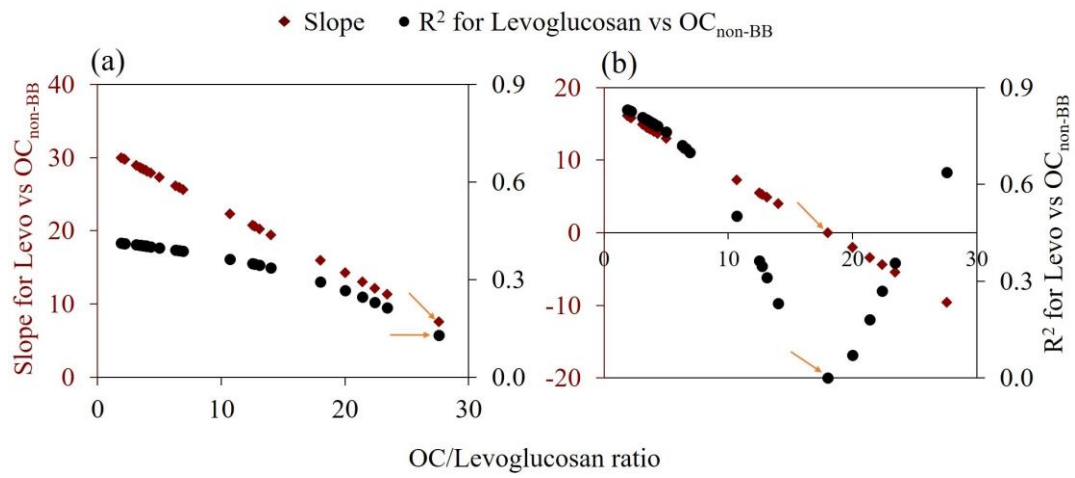 Slope R² for Levoglucosan vs OCnon-BB
(a) (b)
Slope for Levo vs OCnon-BB
40
30
20
10
0
0.9
0.6
0.3
0.0
0 10 20 30
20
10
0
-10
-20
0.9
0.6
0.3
0.0
0 10 20 30
R² for Levo vs OCnon-BB
OC/Levoglucosan ratio